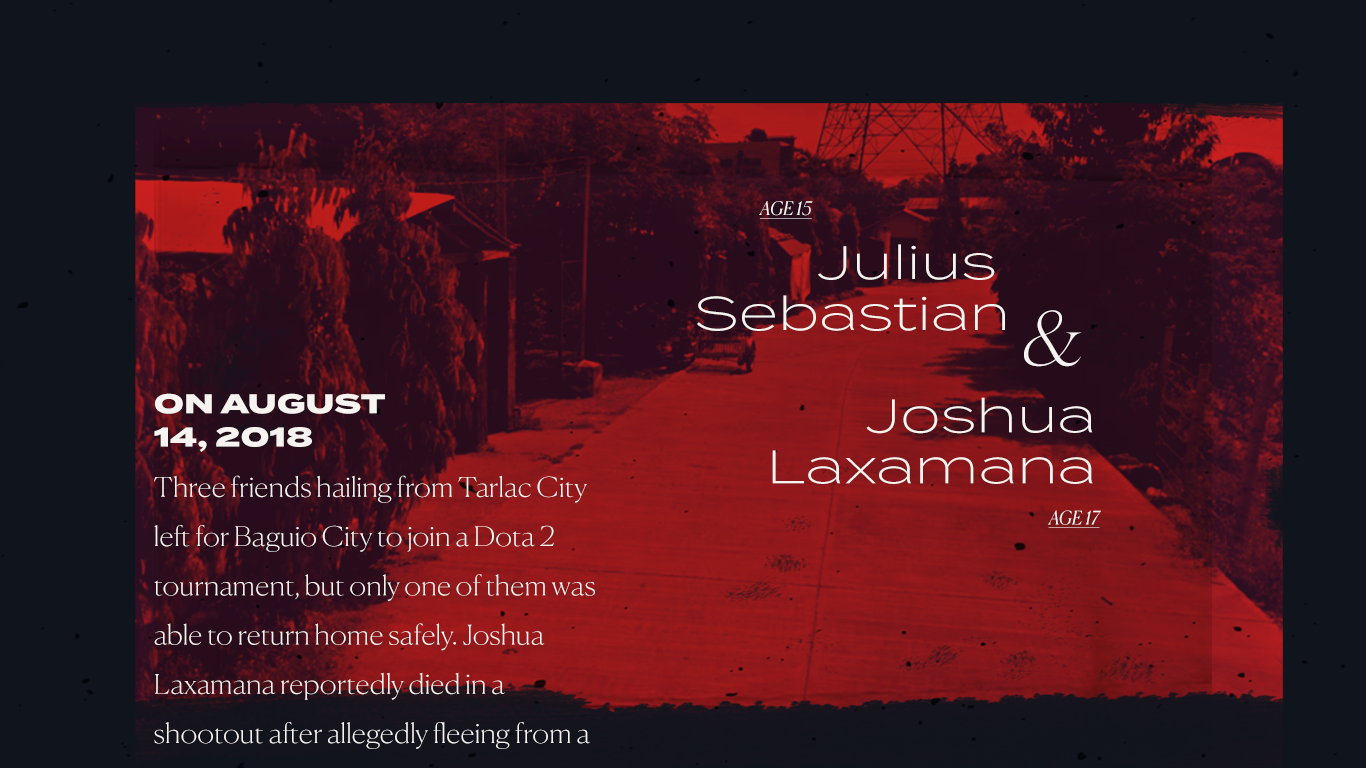 AGE 15
Julius
Sebastian
&
Joshua
Laxamana
AGE 17
ON AUGUST
14, 2018
Three friends hailing from Tarlac City
left for Baguio City to join a Dota 2
tournament, but only one of them was
able to return home safely. Joshua
Laxamana reportedly died in a
shootout after allegedly fleeing from a